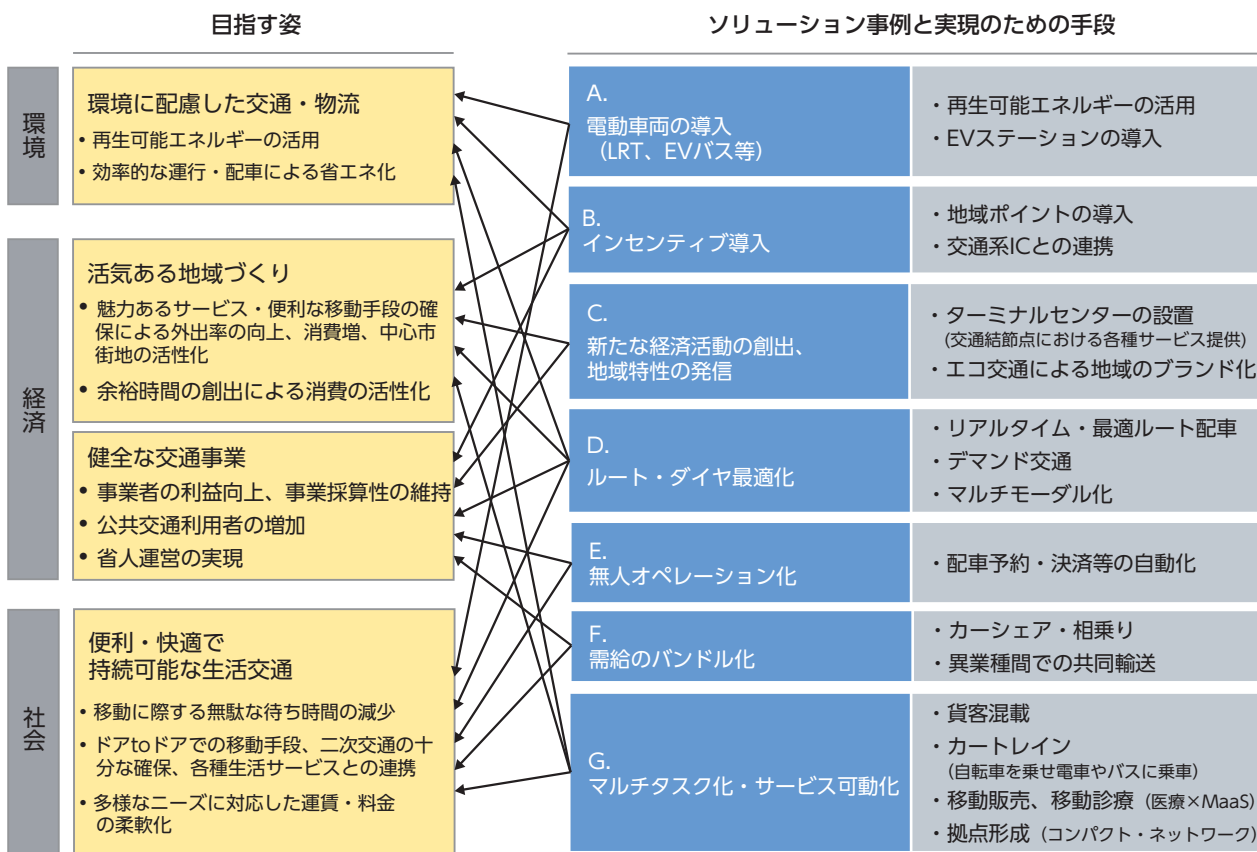 目指す姿
ソリューション事例と実現のための手段
環境
環境に配慮した交通・物流
• 再生可能エネルギーの活用
• 効率的な運行・配車による省エネ化
経済
活気ある地域づくり
• 魅力あるサービス・便利な移動手段の確
保による外出率の向上、消費増、中心市
街地の活性化
• 余裕時間の創出による消費の活性化
健全な交通事業
• 事業者の利益向上、事業採算性の維持
• 公共交通利用者の増加
• 省人運営の実現
社会
便利・快適で
持続可能な生活交通
• 移動に際する無駄な待ち時間の減少
• ドアtoドアでの移動手段、二次交通の十
分な確保、各種生活サービスとの連携
• 多様なニーズに対応した運賃・料金
の柔軟化
A.
電動車両の導入
（LRT、EVバス等）
・再生可能エネルギーの活用
・EVステーションの導入
B.
インセンティブ導入
・地域ポイントの導入
・交通系ICとの連携
C.
新たな経済活動の創出、
地域特性の発信
・ターミナルセンターの設置
(交通結節点における各種サービス提供)
・エコ交通による地域のブランド化
D.
ルート・ダイヤ最適化
・リアルタイム・最適ルート配車
・デマンド交通
・マルチモーダル化
E.
無人オペレーション化
・配車予約・決済等の自動化
F.
需給のバンドル化
・カーシェア・相乗り
・異業種間での共同輸送
G.
マルチタスク化・サービス可動化
・貨客混載
・カートレイン
(自転車を乗せ電車やバスに乗車)
・移動販売、移動診療（医療×MaaS)
・拠点形成（コンパクト・ネットワーク）